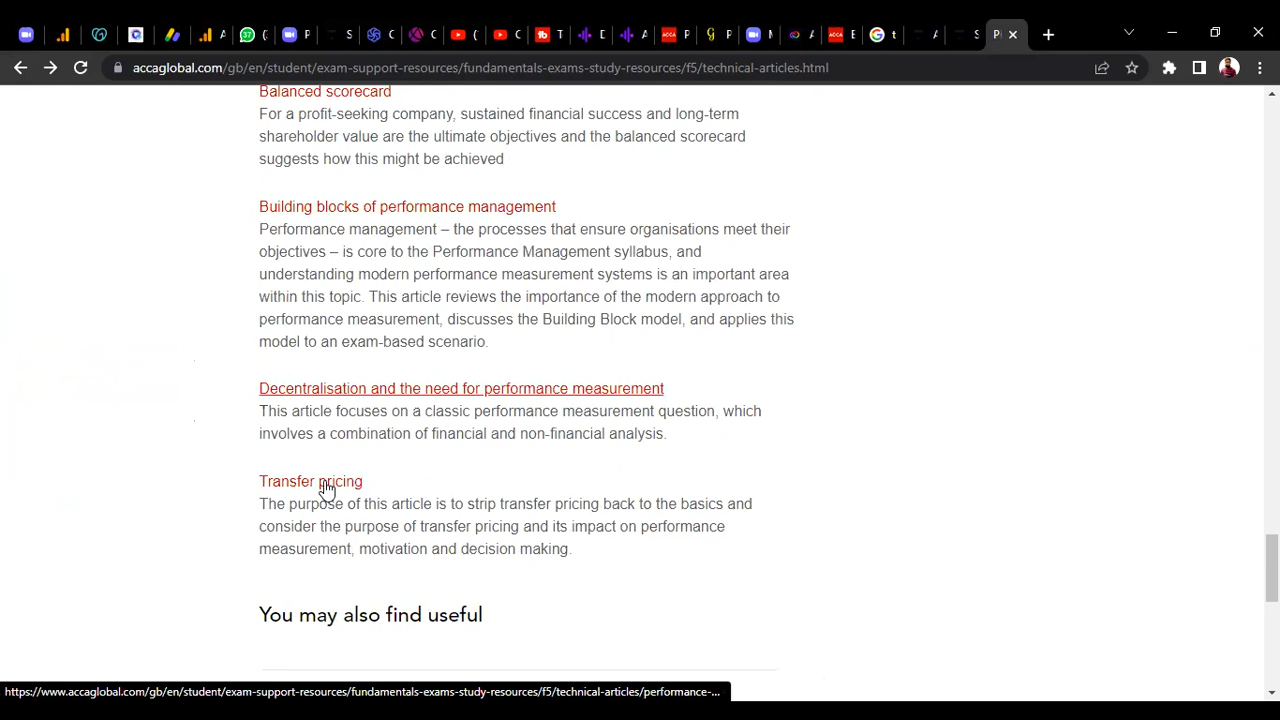 37
accaglobal.com/gb/en/student/exam-support-resources/fundamentals-exams-study-resources/f5/technical-articles.html
Balanced scorecard
For a profit-seeking company, sustained financial success and long-term
shareholder value are the ultimate objectives and the balanced scorecard
suggests how this might be achieved
Building blocks of performance management
Performance management – the processes that ensure organisations meet their
objectives – is core to the Performance Management syllabus, and
understanding modern performance measurement systems is an important area
within this topic. This article reviews the importance of the modern approach to
performance measurement, discusses the Building Block model, and applies this
model to an exam-based scenario.
Decentralisation and the need for performance measurement
This article focuses on a classic performance measurement question, which
involves a combination of financial and non-financial analysis.
Transfer pricing
The purpose of this article is to strip transfer pricing back to the basics and
consider the purpose of transfer pricing and its impact on performance
measurement, motivation and decision making.
You may also find useful
https://www.accaglobal.com/gb/en/student/exam-support-resources/fundamentals-exams-study-resources/f5/technical-articles/performance-...